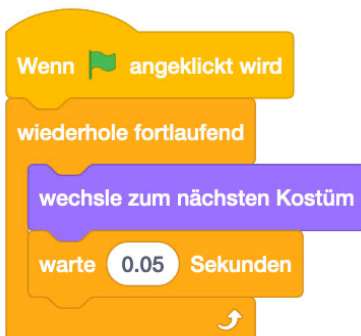 Wenn angeklickt wird
wiederhole fortlaufend
wechsle zum nächsten Kostüm
warte 0.05 Sekunden